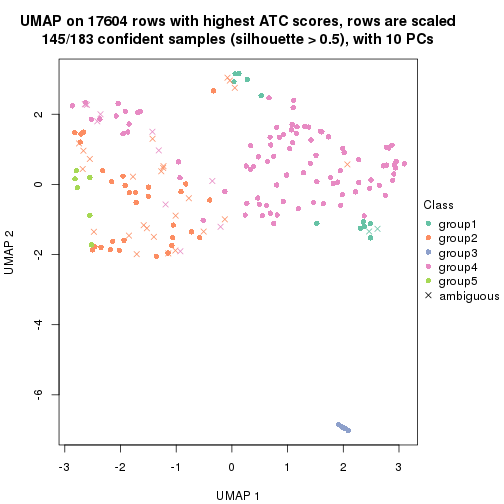 UMAP on 17604 rows with highest ATC scores, rows are scaled
145/183 confident samples (silhouette > 0.5), with 10 PCs
2
0
-2
-4
-6
UMAP 2
-3 -2 -1 0 1 2 3
UMAP 1
Class
group1
group2
group3
group4
group5
ambiguous